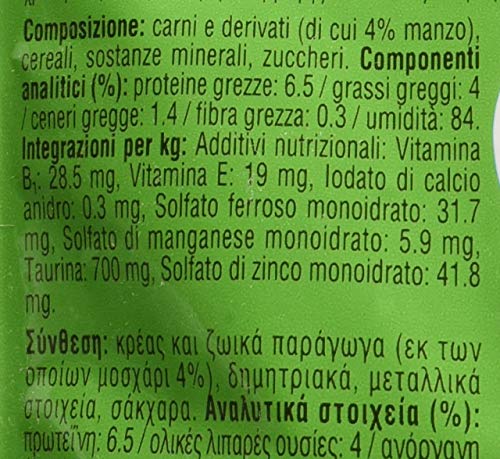 Composizione: carni e derivati (di cui 4% manzo),
cereali, sostanze minerali, zuccheri. Componenti
analitici (%): proteine grezze: 6.5 / grassi greggi: 4
/ ceneri gregge: 1.4 / fibra grezza: 0.3 / umidità: 84.
Integrazioni per kg: Additivi nutrizionali: Vitamina
B₁: 28.5 mg, Vitamina E: 19 mg, Iodato di calcio
anidro: 0.3 mg, Solfato ferroso monoidrato: 31.7
mg, Solfato di manganese monoidrato: 5.9 mg,
Taurina: 700 mg, Solfato di zinco monoidrato: 41.8
mg.
Σύνθεση: κρέας και ζωικά παράγωγα (εκ των
οποίων μοσχάρι 4%), δημητριακά, μεταλλικά
στοιχεία, σάκχαρα. Αναλυτικά στοιχεία (%):
πρωτεΐνη: 6.5 / ολικές λιπαρές ουσίες: 4 / ανόργανη